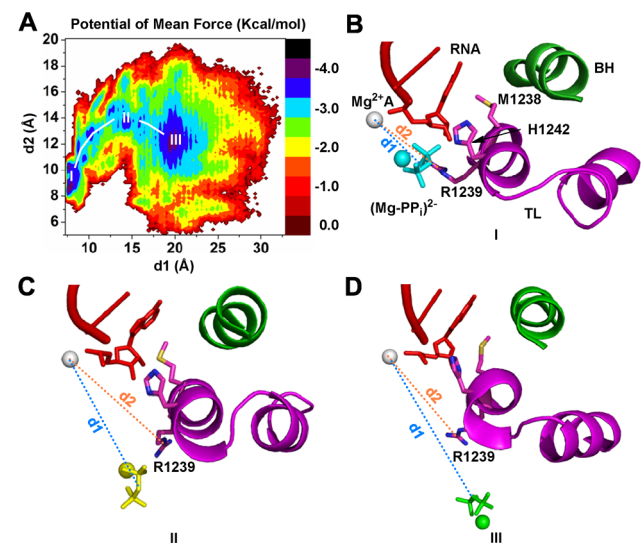 A
Potential of Mean Force (Kcal/mol)
20
18
16
14
12
10
8
6
d2 (Å)
10
15
20
25
30
d1 (Å)
II
III
-4.0
-3.0
-2.0
-1.0
0.0
B
RNA
BH
Mg2+A
M1238
H1242
d2
d1
R1239
(Mg-PPi)2-
TL
I
C
d2
d1
R1239
II
D
d2
d1
R1239
III